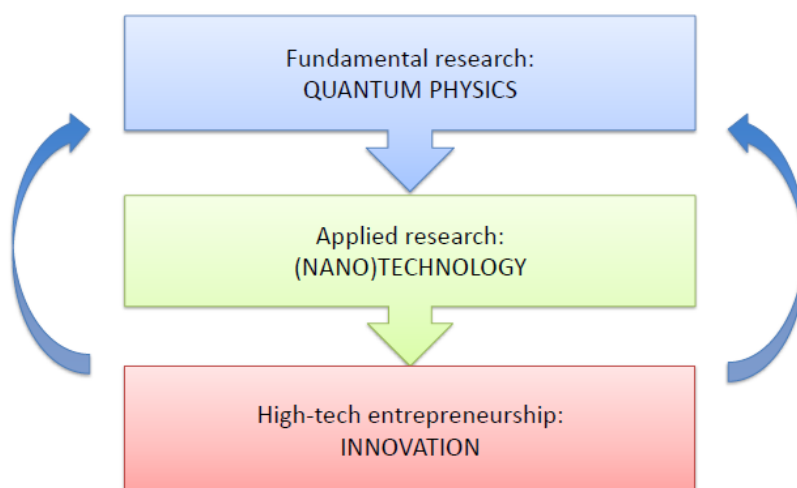 Fundamental research:
QUANTUM PHYSICS
Applied research:
(NANO)TECHNOLOGY
High-tech entrepreneurship:
INNOVATION